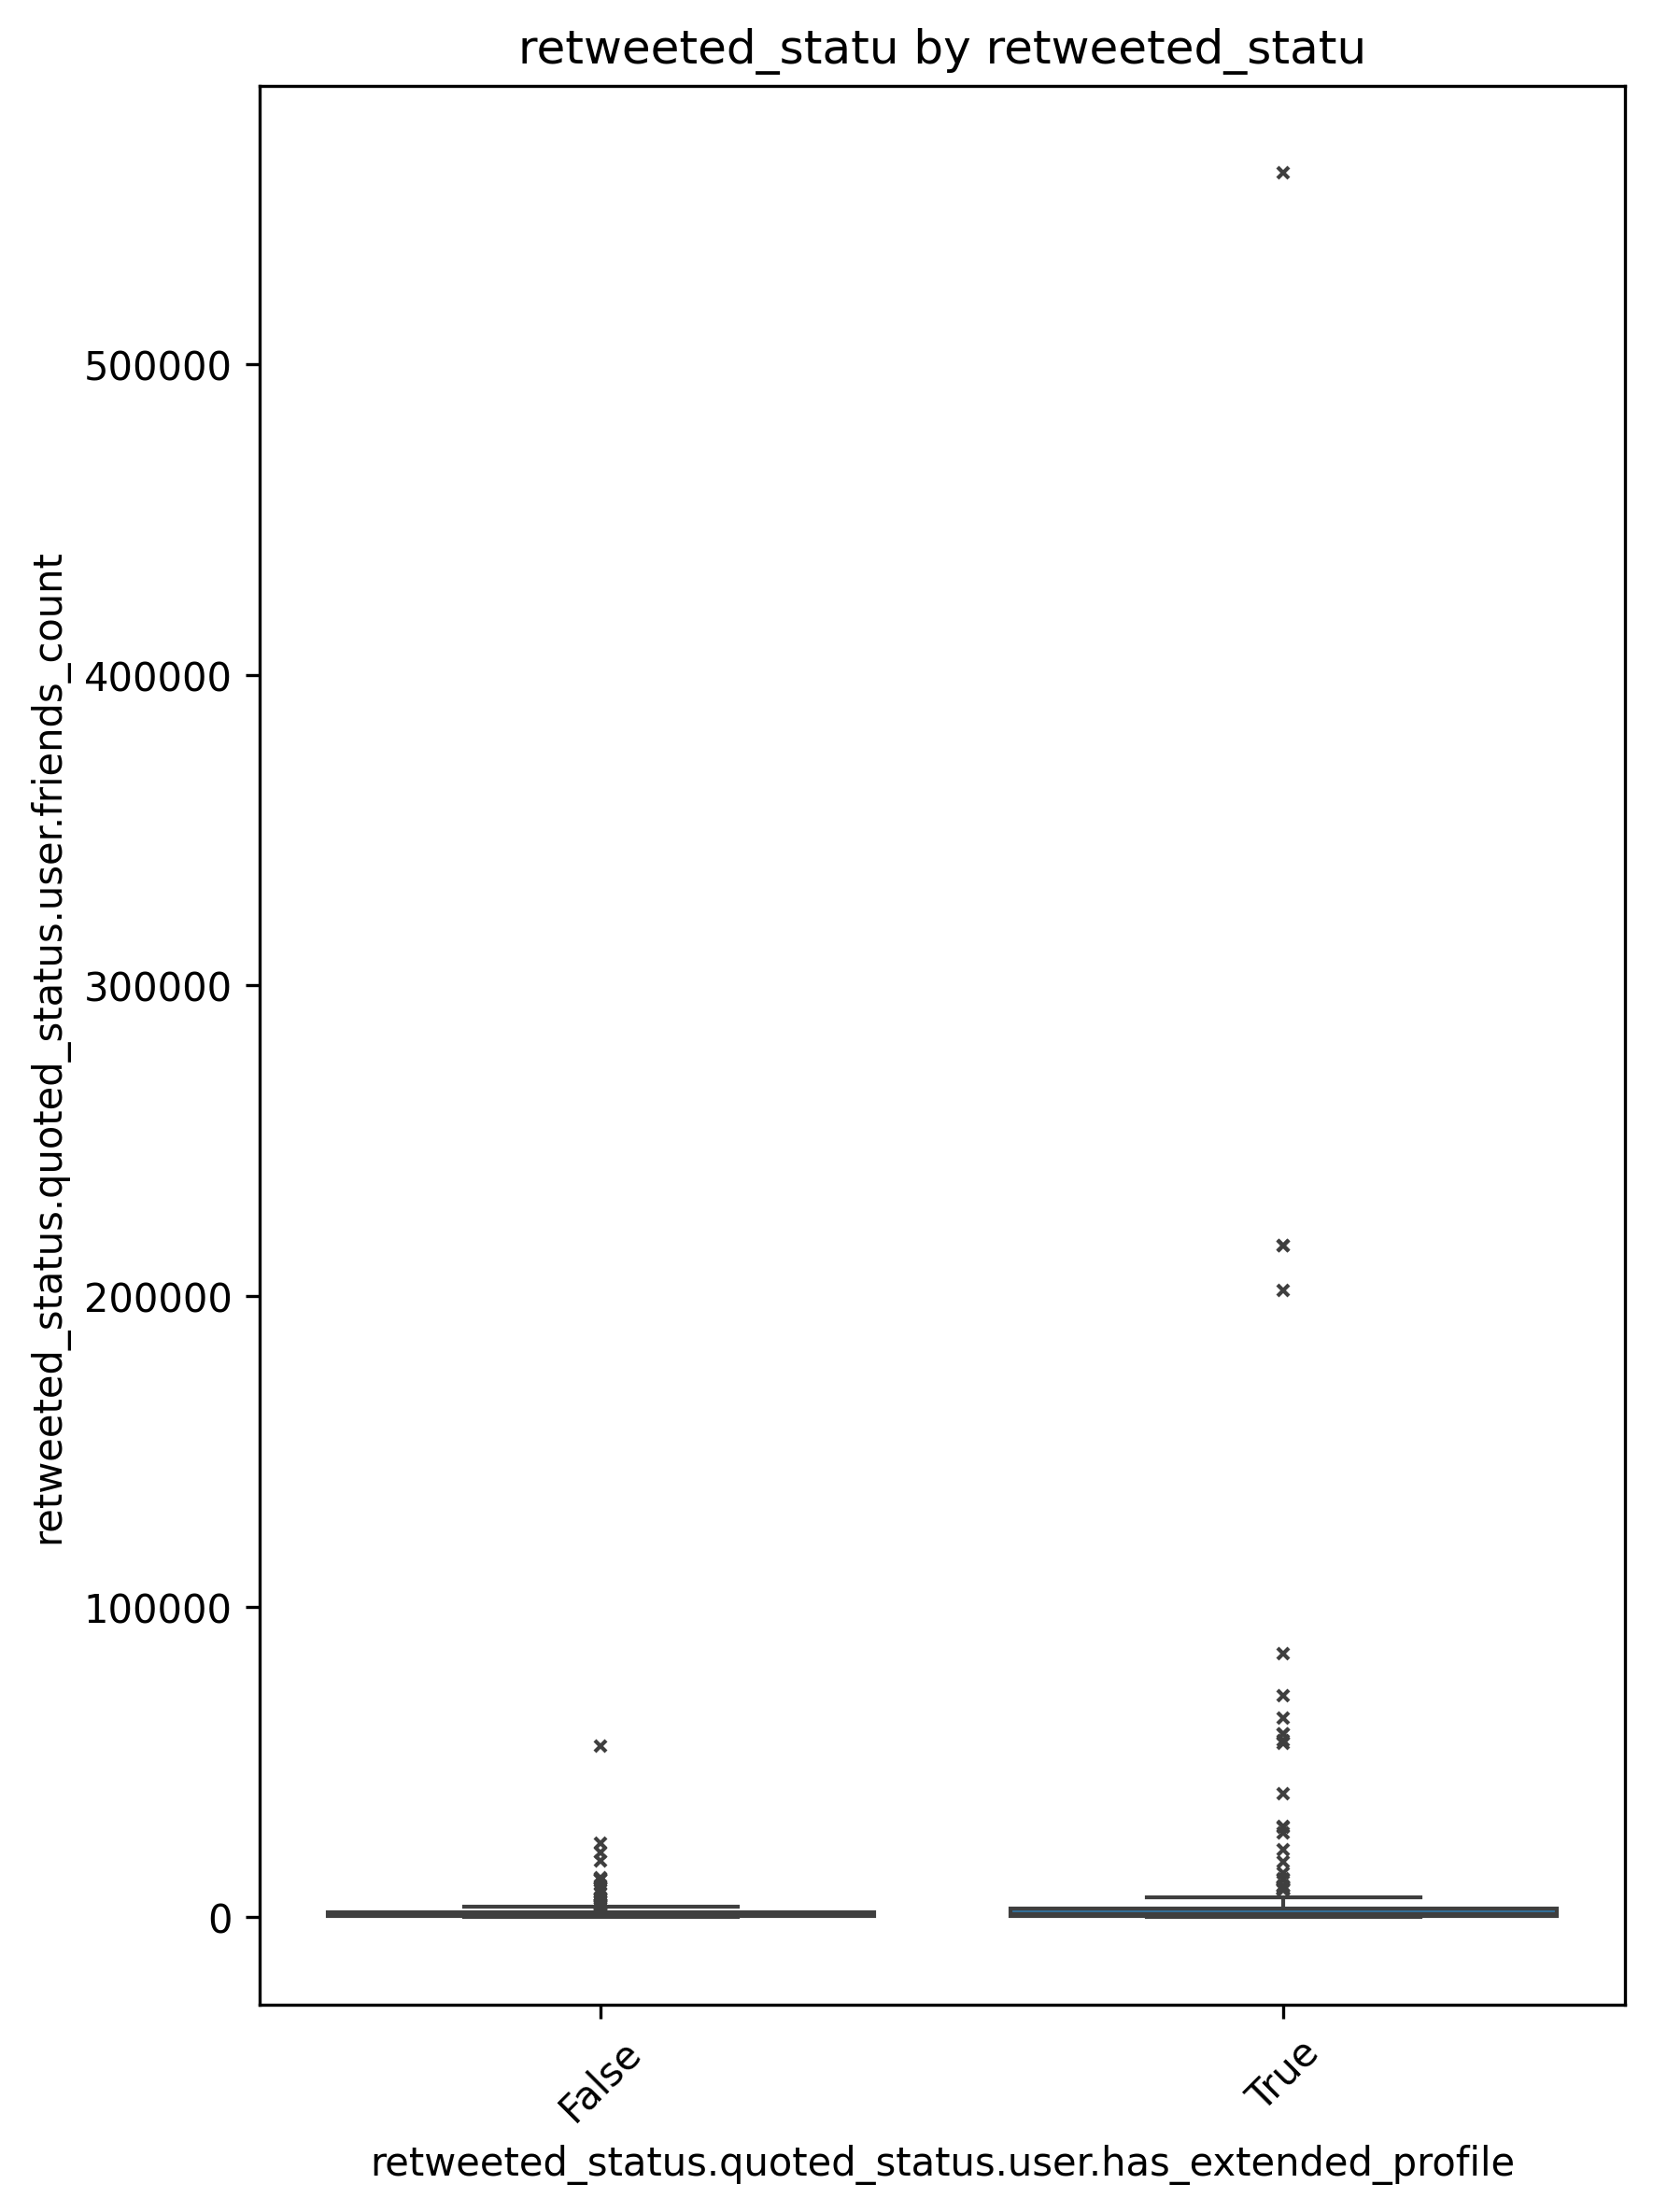 retweeted_statu by retweeted_statu
retweeted_status.quoted_status.user.friends_count
500000
400000
300000
200000
100000
0
False
True
retweeted_status.quoted_status.user.has_extended_profile